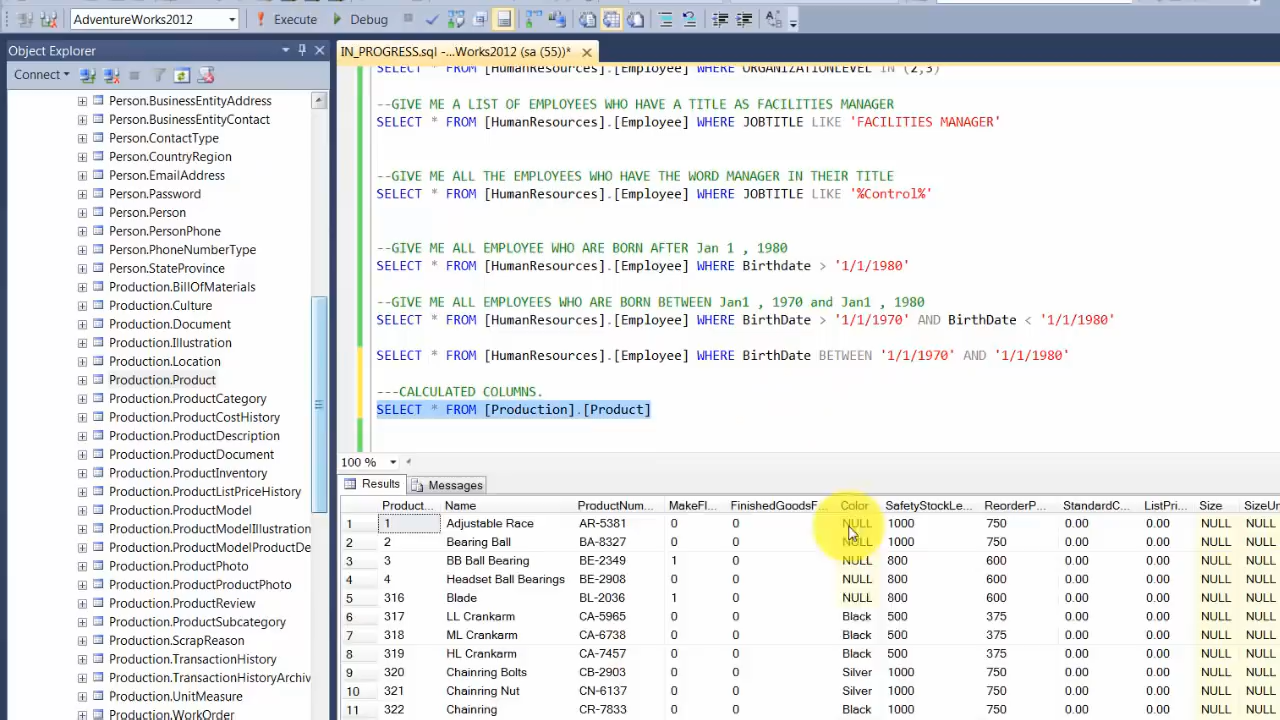 AdventureWorks2012 Execute Debug
Object Explorer
Connect
Person.BusinessEntityAddress
Person.BusinessEntityContact
Person.ContactType
Person.CountryRegion
Person.EmailAddress
Person.Password
Person.Person
Person.PersonPhone
Person.PhoneNumberType
Person.StateProvince
Production.BillOfMaterials
Production.Culture
Production.Document
Production.Illustration
Production.Location
Production.Product
Production.ProductCategory
Production.ProductCostHistory
Production.ProductDescription
Production.ProductDocument
Production.ProductInventory
Production.ProductListPriceHistory
Production.ProductModel
Production.ProductModelIllustration
Production.ProductModelProductDe
Production.ProductPhoto
Production.ProductProductPhoto
Production.ProductReview
Production.ProductSubcategory
Production.ScrapReason
Production.TransactionHistory
Production.TransactionHistoryArchiv
Production.UnitMeasure
Production.WorkOrder
IN_PROGRESS.sql -...Works2012 (sa (55))*
SELECT * FROM [HumanResources].[Employee] WHERE ORGANIZATIONLEVEL IN (2,3)
--GIVE ME A LIST OF EMPLOYEES WHO HAVE A TITLE AS FACILITIES MANAGER
SELECT * FROM [HumanResources].[Employee] WHERE JOBTITLE LIKE 'FACILITIES MANAGER'
--GIVE ME ALL THE EMPLOYEES WHO HAVE THE WORD MANAGER IN THEIR TITLE
SELECT * FROM [HumanResources].[Employee] WHERE JOBTITLE LIKE '%Control%'
--GIVE ME ALL EMPLOYEE WHO ARE BORN AFTER Jan 1 , 1980
SELECT * FROM [HumanResources].[Employee] WHERE Birthdate > '1/1/1980'
--GIVE ME ALL EMPLOYEES WHO ARE BORN BETWEEN Jan1 , 1970 and Jan1 , 1980
SELECT * FROM [HumanResources].[Employee] WHERE BirthDate > '1/1/1970' AND BirthDate < '1/1/1980'
SELECT * FROM [HumanResources].[Employee] WHERE BirthDate BETWEEN '1/1/1970' AND '1/1/1980'
---CALCULATED COLUMNS.
SELECT * FROM [Production].[Product]
100 %
Results Messages
Product... Name ProductNum... MakeFl... FinishedGoodsF... Color SafetyStockLe... ReorderP... StandardC... ListPri... Size SizeUn
1 1 Adjustable Race AR-5381 0 0 NULL 1000 750 0.00 0.00 NULL NULL
2 2 Bearing Ball BA-8327 0 0 NULL 1000 750 0.00 0.00 NULL NULL
3 3 BB Ball Bearing BE-2349 1 0 NULL 800 600 0.00 0.00 NULL NULL
4 4 Headset Ball Bearings BE-2908 0 0 NULL 800 600 0.00 0.00 NULL NULL
5 316 Blade BL-2036 1 0 NULL 800 600 0.00 0.00 NULL NULL
6 317 LL Crankarm CA-5965 0 0 Black 500 375 0.00 0.00 NULL NULL
7 318 ML Crankarm CA-6738 0 0 Black 500 375 0.00 0.00 NULL NULL
8 319 HL Crankarm CA-7457 0 0 Black 500 375 0.00 0.00 NULL NULL
9 320 Chainring Bolts CB-2903 0 0 Silver 1000 750 0.00 0.00 NULL NULL
10 321 Chainring Nut CN-6137 0 0 Silver 1000 750 0.00 0.00 NULL NULL
11 322 Chainring CR-7833 0 0 Black 1000 750 0.00 0.00 NULL NULL